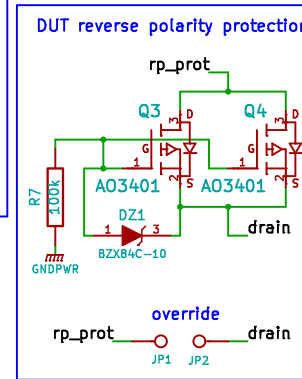 DUT reverse polarity protection
rp_prot
Q3
Q4
3
D
3
D
G
G
1
1
2
S
2
S
AO3401
AO3401
R7
100k
DZ1
1
3
BZX84C-10
drain
GNDPWR
override
rp_prot
drain
JP1
JP2